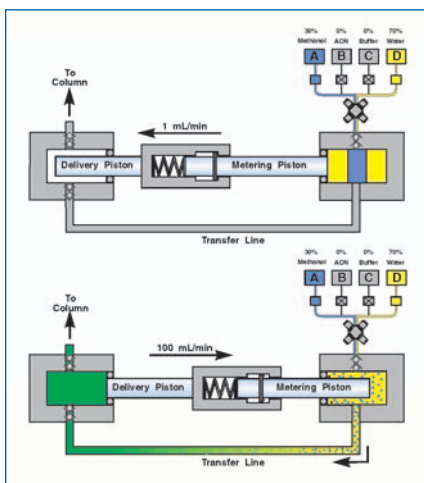 30% 0% 0% 70%
Methanol ACN Buffer Water
A B C D
To
Column
1 mL/min
Delivery Piston Metering Piston
Transfer Line
30% 0% 0% 70%
Methanol ACN Buffer Water
A B C D
To
Column
100 mL/min
Delivery Piston Metering Piston
Transfer Line